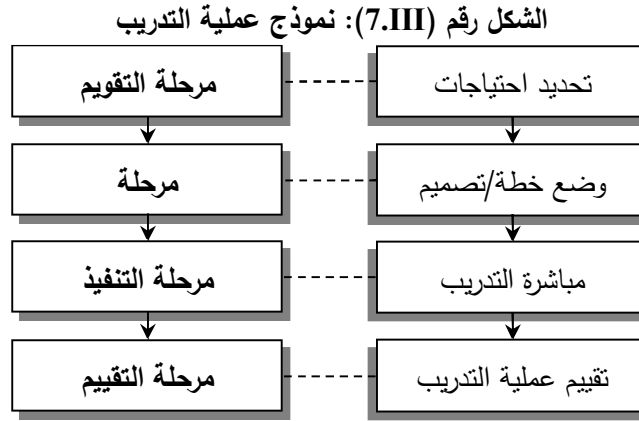 الشكل رقم (7.III): نموذج عملية التدريب
تحديد احتياجات
مرحلة التقويم
وضع خطة/تصميم
مرحلة
مباشرة التدريب
مرحلة التنفيذ
تقييم عملية التدريب
مرحلة التقييم